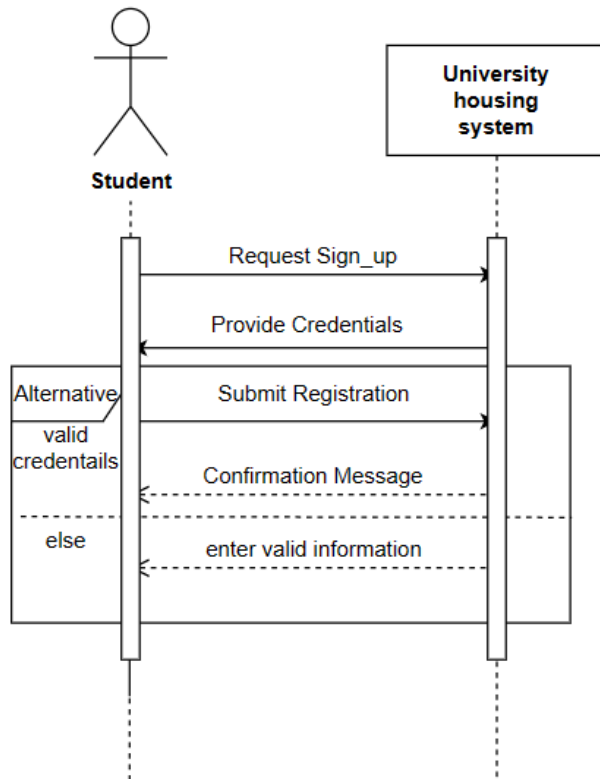 University
housing
system
Student
Request Sign_up
Provide Credentials
Alternative
Submit Registration
valid
credentails
Confirmation Message
else
enter valid information